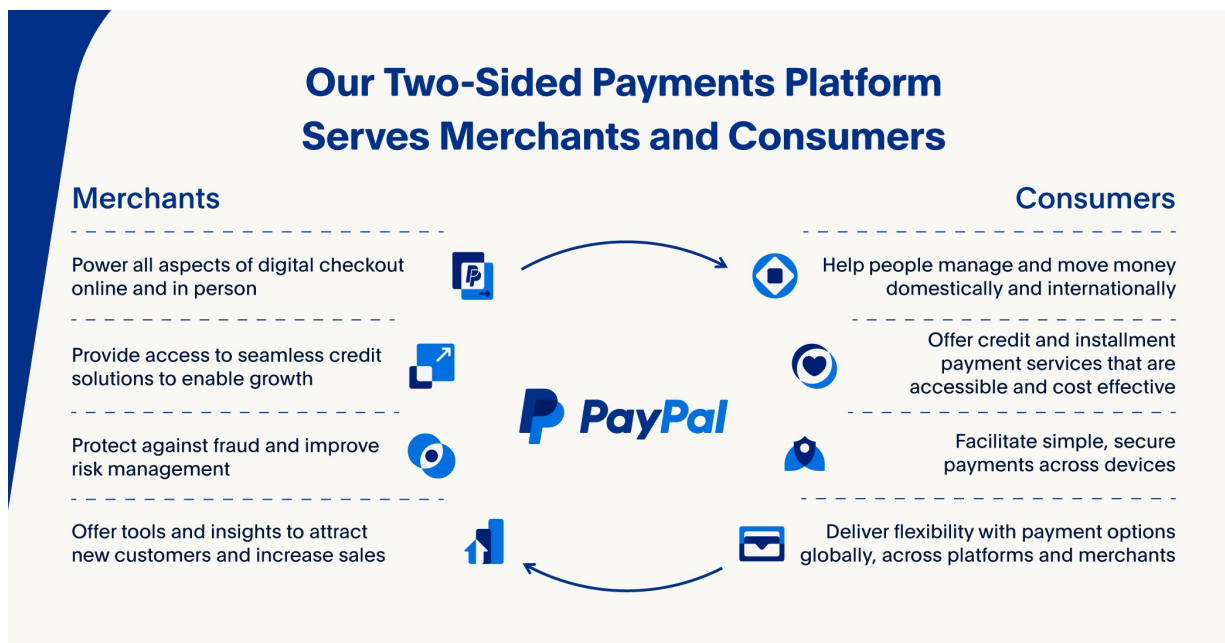 Our Two-Sided Payments Platform
Serves Merchants and Consumers
Merchants
Power all aspects of digital checkout
online and in person
Provide access to seamless credit
solutions to enable growth
Protect against fraud and improve
risk management
Offer tools and insights to attract
new customers and increase sales
PayPal
Consumers
Help people manage and move money
domestically and internationally
Offer credit and installment
payment services that are
accessible and cost effective
Facilitate simple, secure
payments across devices
Deliver flexibility with payment options
globally, across platforms and merchants